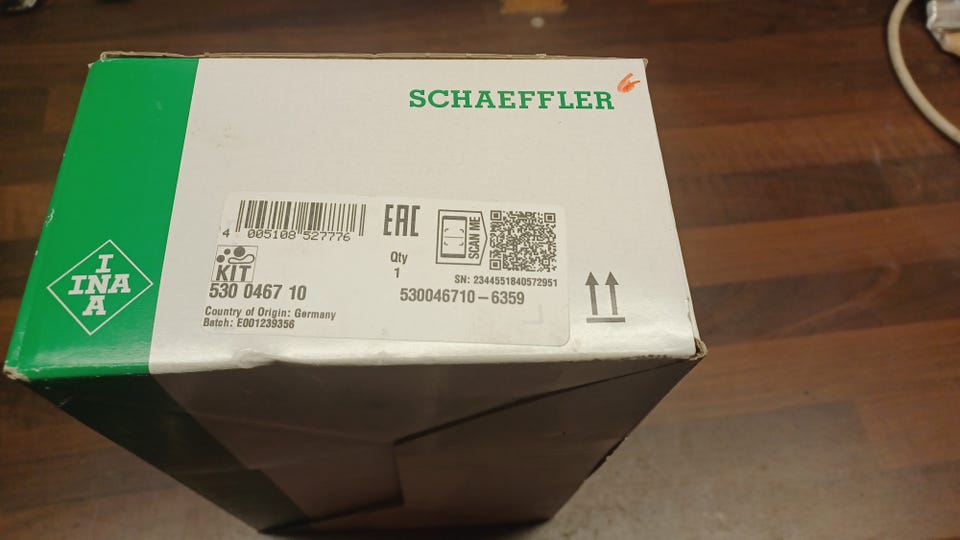 SCHAEFFLER
4 005108 527776
EAC
SCAN ME
Qty
1
SN: 2344551840572951
KIT
530 0467 10
530046710-6359
Country of Origin: Germany
Batch: E001239356
INA
INA